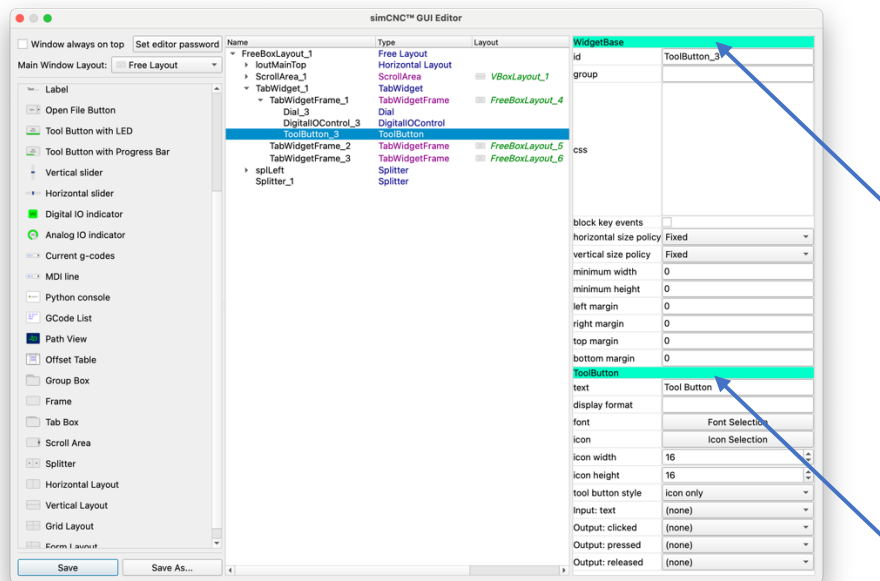 simCNC™ GUI Editor
Window always on top
Set editor password
Main Window Layout:
Free Layout
Label
Open File Button
Tool Button with LED
Tool Button with Progress Bar
Vertical slider
Horizontal slider
Digital IO indicator
Analog IO indicator
Current g-codes
MDI line
Python console
GCode List
Path View
Offset Table
Group Box
Frame
Tab Box
Scroll Area
Splitter
Horizontal Layout
Vertical Layout
Grid Layout
Form Layout
Save
Save As...
Name Type Layout
FreeBoxLayout_1 Free Layout
loutMainTop Horizontal Layout
ScrollArea_1 ScrollArea VBoxLayout_1
TabWidget_1 TabWidget
TabWidgetFrame_1 TabWidgetFrame FreeBoxLayout_4
Dial_3 Dial
DigitalIOControl_3 DigitalIOControl
ToolButton_3 ToolButton
TabWidgetFrame_2 TabWidgetFrame FreeBoxLayout_5
TabWidgetFrame_3 TabWidgetFrame FreeBoxLayout_6
splLeft Splitter
Splitter_1 Splitter
WidgetBase
id ToolButton_3
group
css
block key events
horizontal size policy Fixed
vertical size policy Fixed
minimum width 0
minimum height 0
left margin 0
right margin 0
top margin 0
bottom margin 0
ToolButton
text Tool Button
display format
font Font Selection
icon Icon Selection
icon width 16
icon height 16
tool button style icon only
Input: text (none)
Output: clicked (none)
Output: pressed (none)
Output: released (none)